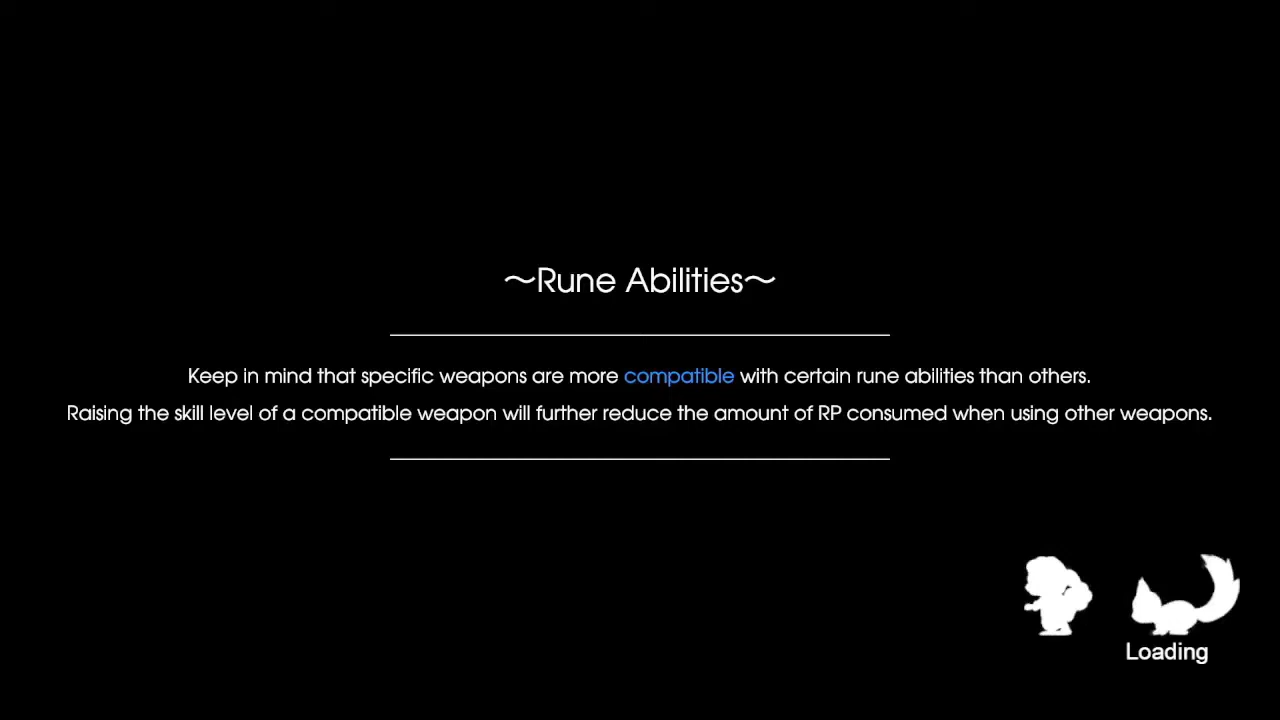 ～Rune Abilities～
Keep in mind that specific weapons are more compatible with certain rune abilities than others.
Raising the skill level of a compatible weapon will further reduce the amount of RP consumed when using other weapons.
Loading